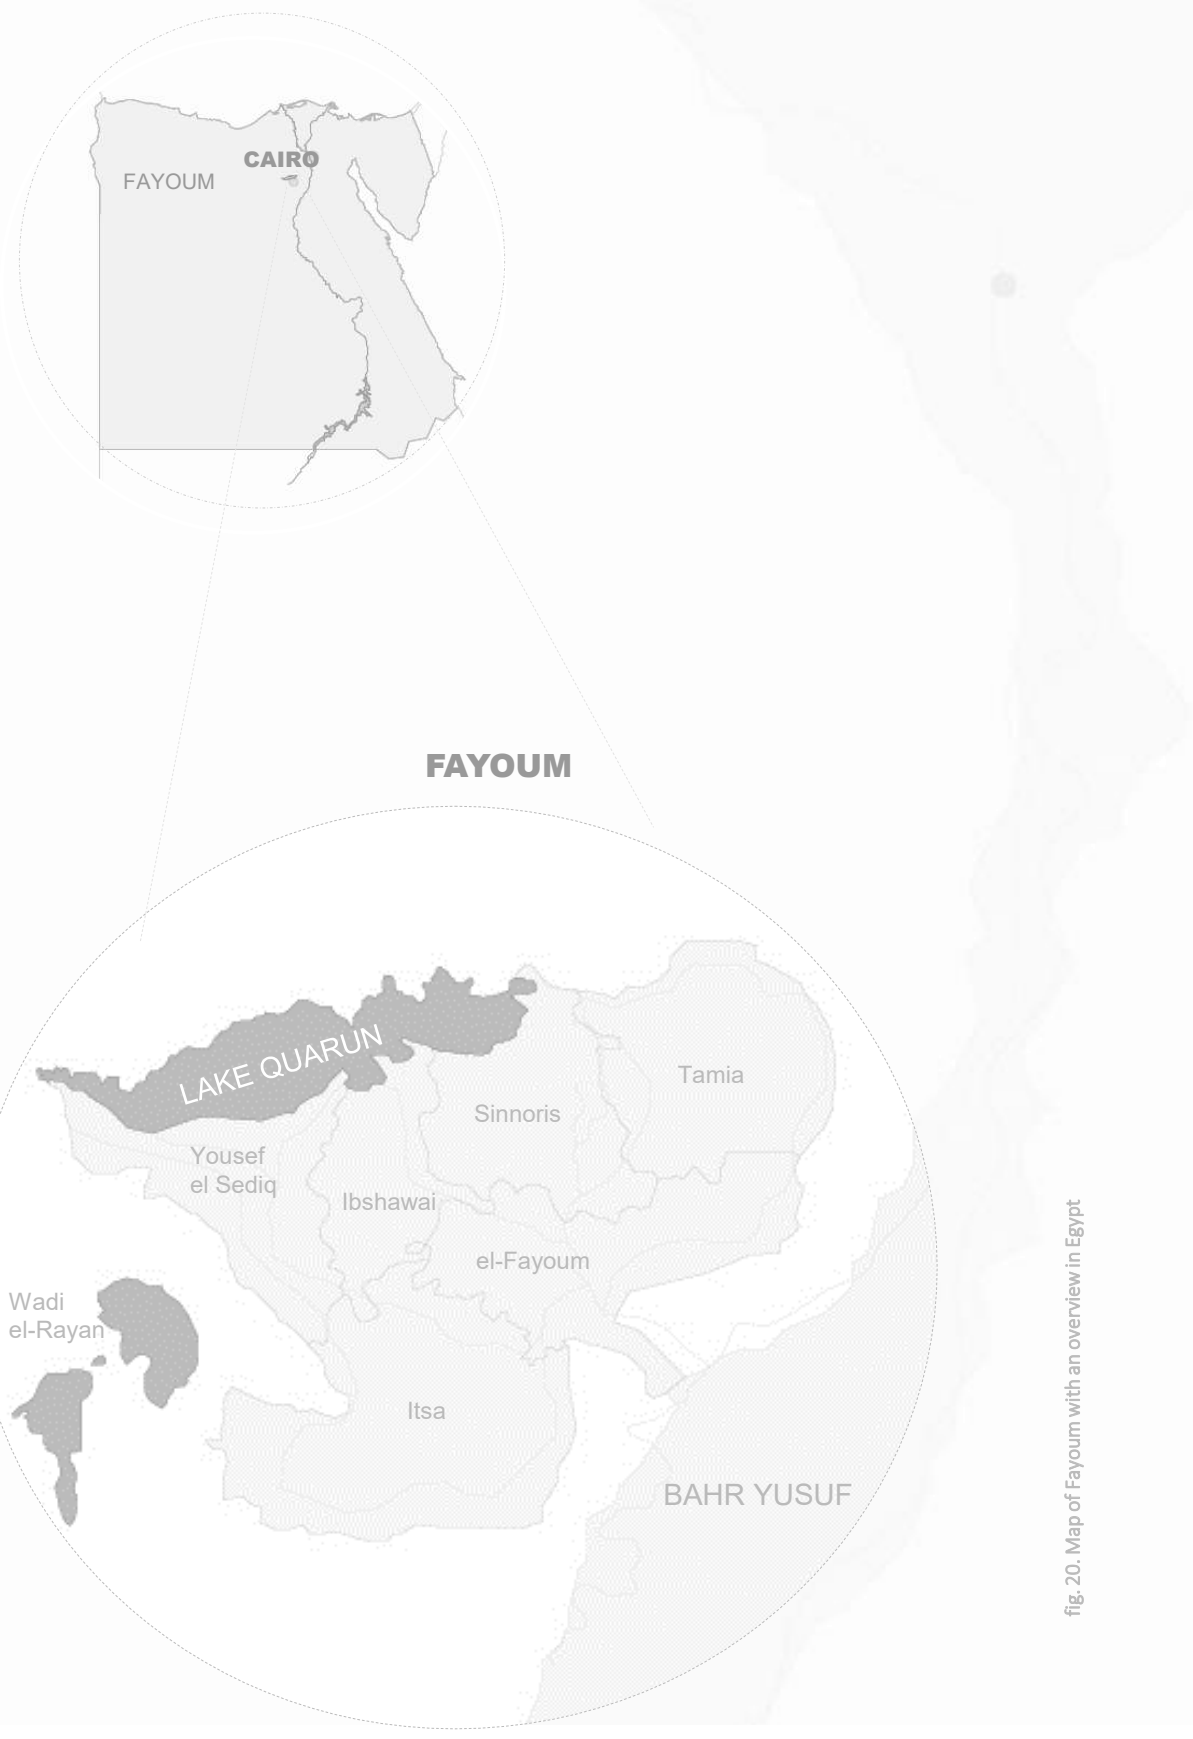 CAIRO
FAYOUM
FAYOUM
LAKE QUARUN
Tamia
Sinnoris
Yousef
el Sediq
Ibshawai
el-Fayoum
Wadi
el-Rayan
Itsa
BAHR YUSUF
fig. 20. Map of Fayoum with an overview in Egypt